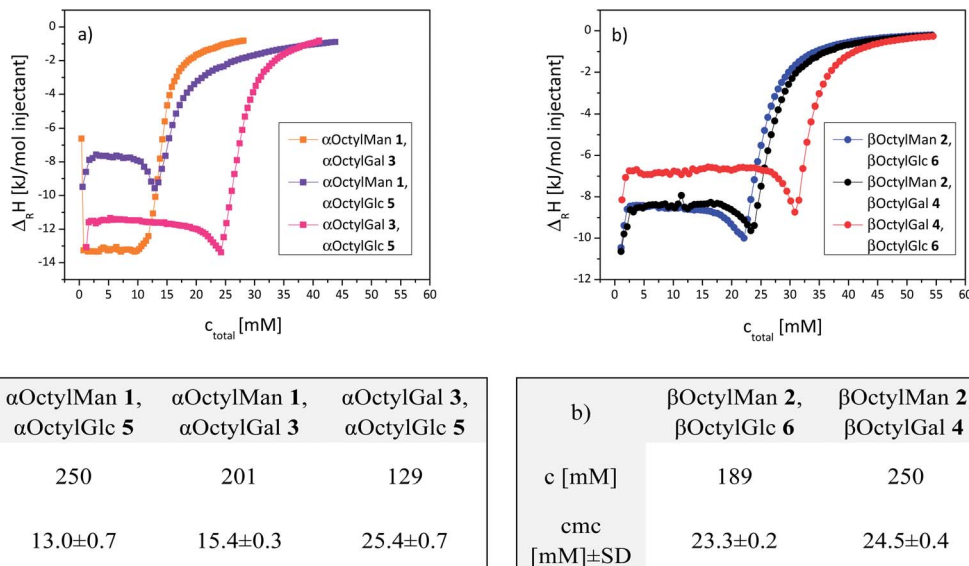 a)
0
-2
-4
-6
-8
-10
-12
-14
Δ_R H [kJ/mol injectant]
αOctylMan 1,
αOctylGal 3
αOctylMan 1,
αOctylGlc 5
αOctylGal 3,
αOctylGlc 5
0 5 10 15 20 25 30 35 40 45 50 55 60
c_total [mM]
b)
0
-2
-4
-6
-8
-10
-12
Δ_R H [kJ/mol injectant]
βOctylMan 2,
βOctylGlc 6
βOctylMan 2,
βOctylGal 4
βOctylGal 4,
βOctylGlc 6
0 5 10 15 20 25 30 35 40 45 50 55 60
c_total [mM]
αOctylMan 1, αOctylMan 1, αOctylGal 3,
αOctylGlc 5 αOctylGal 3 αOctylGlc 5
250 201 129
13.0±0.7 15.4±0.3 25.4±0.7
b) βOctylMan 2, βOctylMan 2
βOctylGlc 6 βOctylGal 4
c [mM] 189 250
cmc
[mM]±SD 23.3±0.2 24.5±0.4